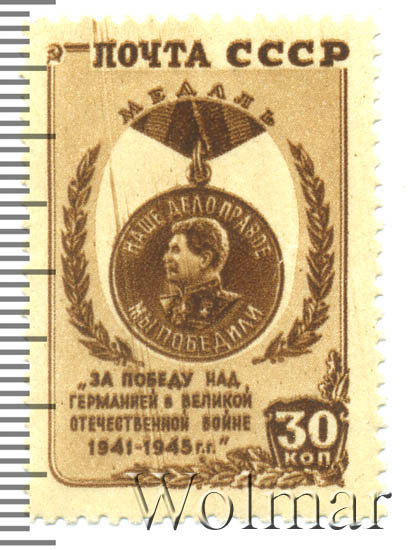 ПОЧТА СССР
МЕДАЛЬ
НАШЕ ДЕЛО ПРАВОЕ
МЫ ПОБЕДИЛИ
„ЗА ПОБЕДУ НАД
ГЕРМАНИЕЙ В ВЕЛИКОЙ
ОТЕЧЕСТВЕННОЙ ВОЙНЕ
1941-1945 г.г."
30
КОП
Wolmar